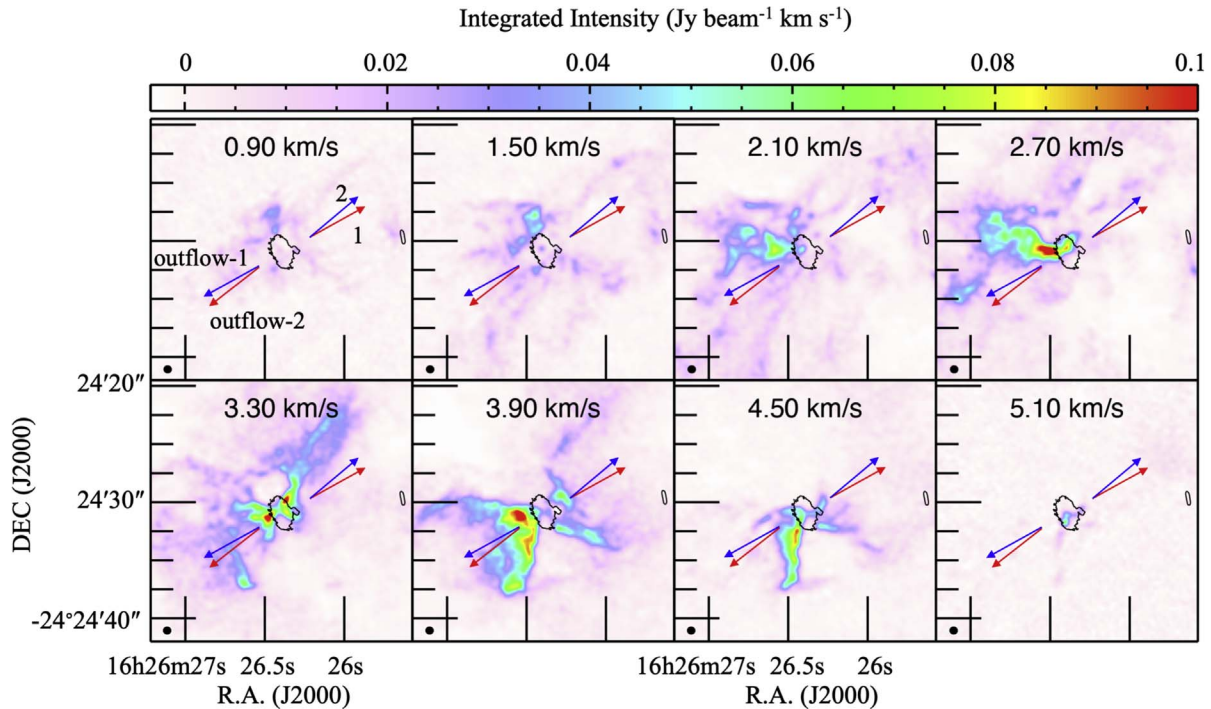 Integrated Intensity (Jy beam⁻¹ km s⁻¹)
0 0.02 0.04 0.06 0.08 0.1
0.90 km/s 1.50 km/s 2.10 km/s 2.70 km/s
2
1
outflow-1
outflow-2
24′20″
3.30 km/s 3.90 km/s 4.50 km/s 5.10 km/s
24′30″
DEC (J2000)
-24°24′40″
16h26m27s 26.5s 26s 16h26m27s 26.5s 26s
R.A. (J2000) R.A. (J2000)